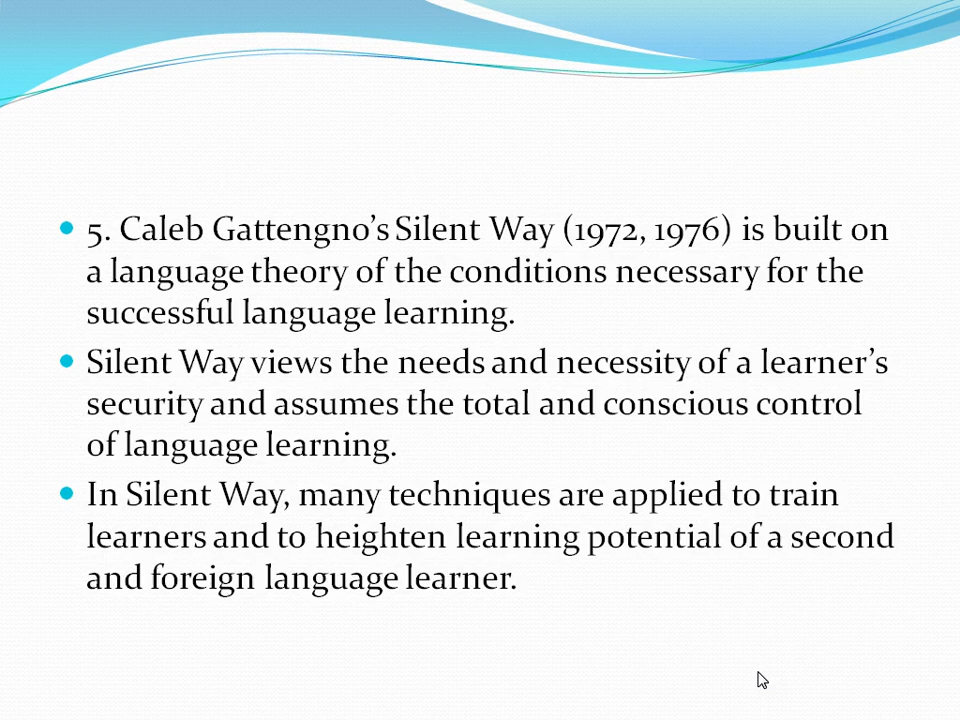 5. Caleb Gattengno’s Silent Way (1972, 1976) is built on
a language theory of the conditions necessary for the
successful language learning.
Silent Way views the needs and necessity of a learner’s
security and assumes the total and conscious control
of language learning.
In Silent Way, many techniques are applied to train
learners and to heighten learning potential of a second
and foreign language learner.